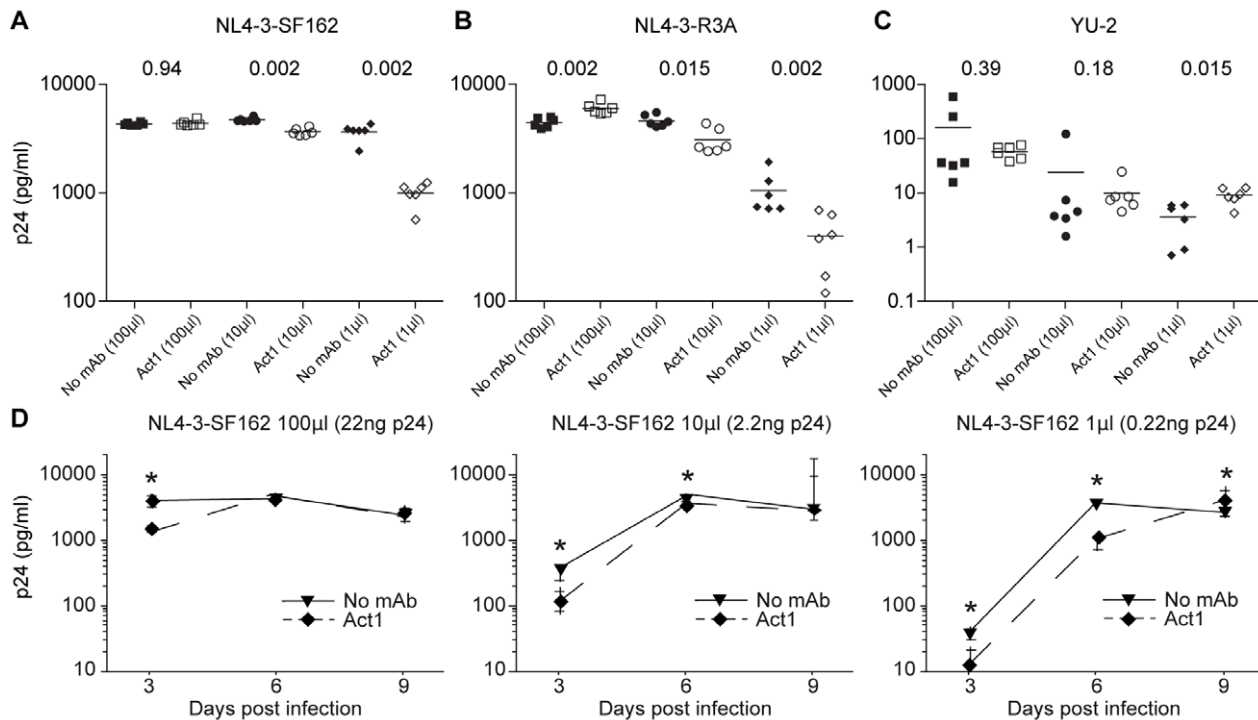 A
NL4-3-SF162
0.94 0.002 0.002
p24 (pg/ml)
10000
1000
100
No mAb (100µl)
Act1 (100µl)
No mAb (10µl)
Act1 (10µl)
No mAb (1µl)
Act1 (1µl)
B
NL4-3-R3A
0.002 0.015 0.002
10000
1000
100
No mAb (100µl)
Act1 (100µl)
No mAb (10µl)
Act1 (10µl)
No mAb (1µl)
Act1 (1µl)
C
YU-2
0.39 0.18 0.015
10000
100
10
1
0.1
No mAb (100µl)
Act1 (100µl)
No mAb (10µl)
Act1 (10µl)
No mAb (1µl)
Act1 (1µl)
D
NL4-3-SF162 100µl (22ng p24)
p24 (pg/ml)
10000
1000
100
10
*
No mAb
Act1
3 6 9
Days post infection
NL4-3-SF162 10µl (2.2ng p24)
10000
1000
100
10
* *
No mAb
Act1
3 6 9
Days post infection
NL4-3-SF162 1µl (0.22ng p24)
10000
1000
100
10
* * *
No mAb
Act1
3 6 9
Days post infection